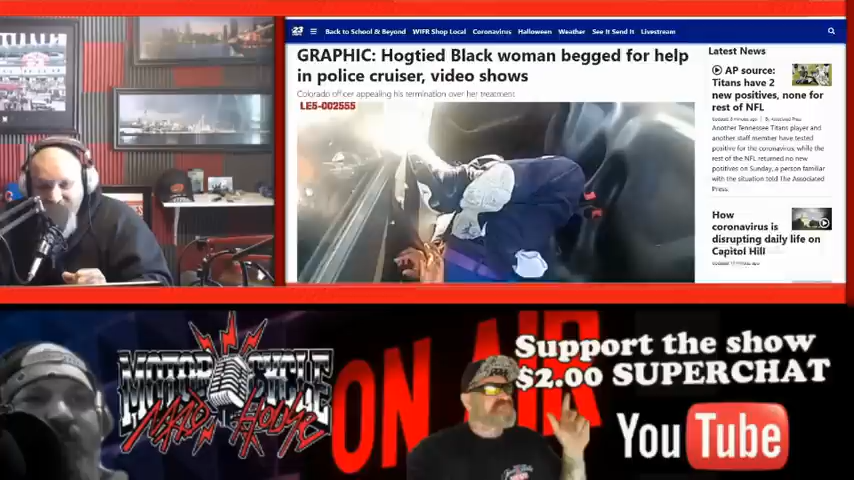 23
Back to School & Beyond
WIFR Shop Local
Coronavirus
Halloween
Weather
See It Send It
Livestream
GRAPHIC: Hogtied Black woman begged for help
in police cruiser, video shows
Colorado officer appealing his termination over her treatment
LE5-002555
Latest News
AP source:
Titans have 2
new positives, none for
rest of NFL
Another Tennessee Titans player and
another staff member have tested
positive for the coronavirus, while the
rest of the NFL returned no new
positives on Sunday, a person familiar
with the situation told The Associated
Press.
How
coronavirus is
disrupting daily life on
Capitol Hill
MOTORCYCLE
MAD HOUSE
ON AIR
Support the show
$2.00 SUPERCHAT
YouTube